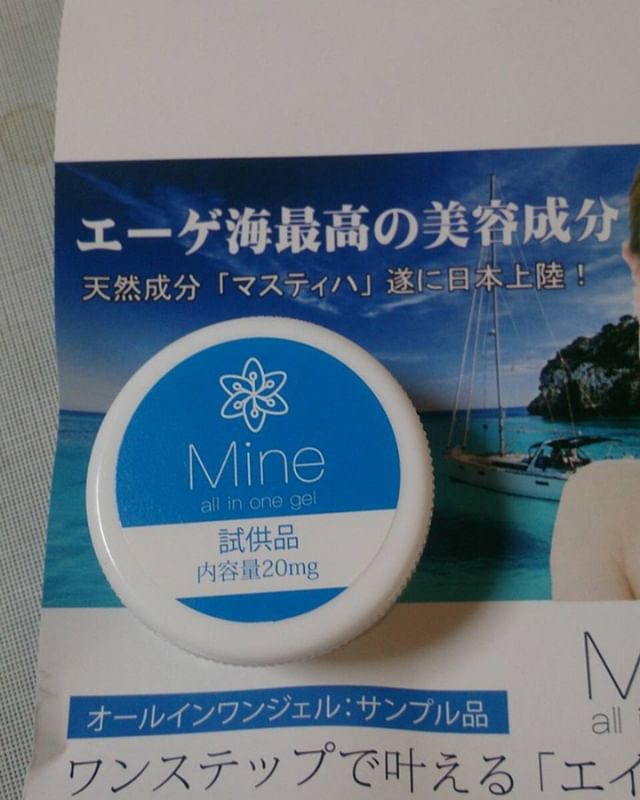 エーゲ海最高の美容成分
天然成分「マスティハ」遂に日本上陸！
Mine
all in one gel
試供品
内容量20mg
M
all i
オールインワンジェル：サンプル品
ワンステップで叶える「エイ